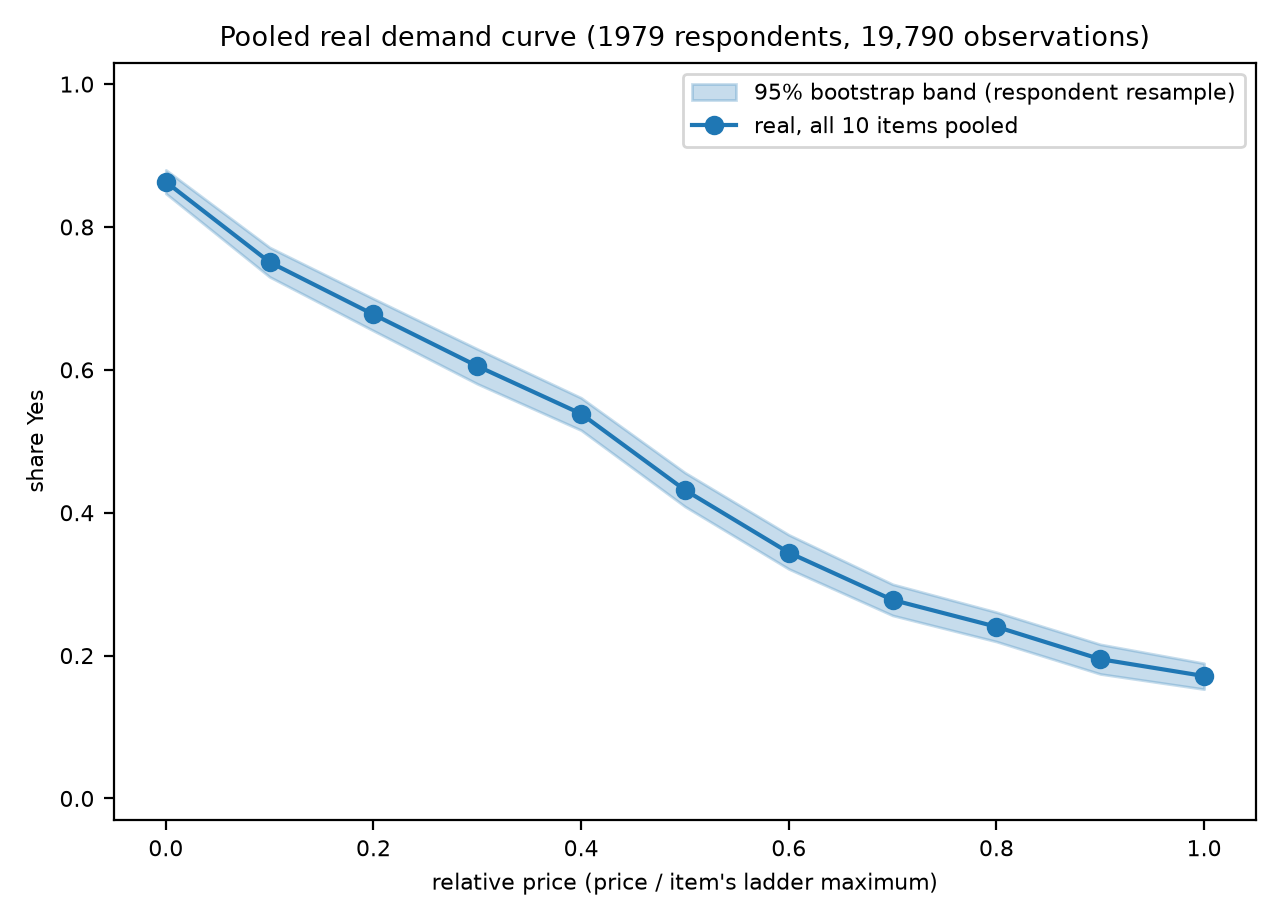 Pooled real demand curve (1979 respondents, 19,790 observations)
95% bootstrap band (respondent resample)
real, all 10 items pooled
share Yes
1.0
0.8
0.6
0.4
0.2
0.0
0.0 0.2 0.4 0.6 0.8 1.0
relative price (price / item's ladder maximum)